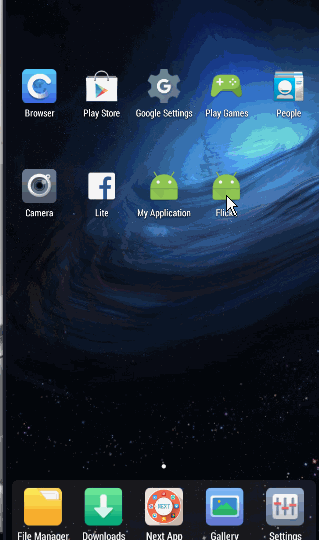 Browser Play Store Google Settings Play Games People
Camera Lite My Application
NEXT
File Manager Downloads Next App Gallery Settings